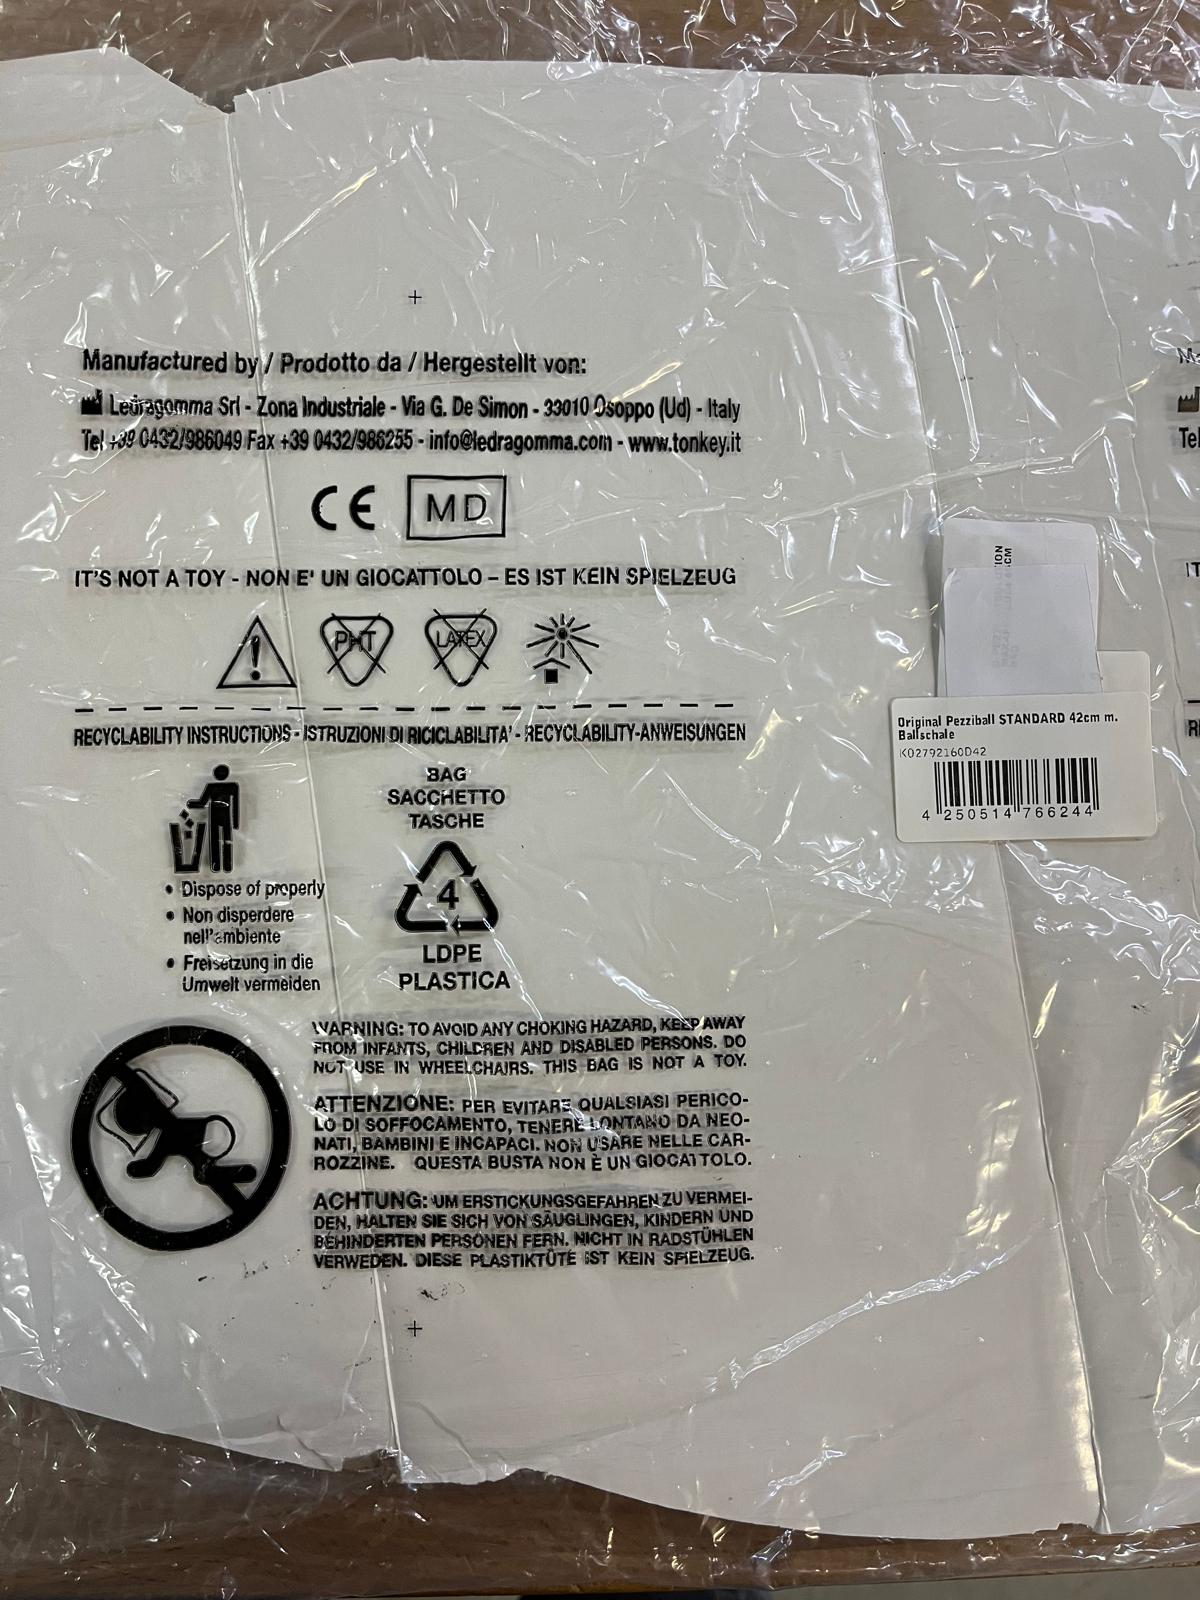 Manufactured by / Prodotto da / Hergestellt von:
Ledragomma Srl - Zona Industriale - Via G. De Simon - 33010 Osoppo (Ud) - Italy
Tel +39 0432/986049 Fax +39 0432/986255 - info@ledragomma.com - www.tonkey.it
CE MD
IT'S NOT A TOY - NON E' UN GIOCATTOLO – ES IST KEIN SPIELZEUG
PHT LATEX
RECYCLABILITY INSTRUCTIONS - ISTRUZIONI DI RICICLABILITA' - RECYCLABILITY-ANWEISUNGEN
BAG
SACCHETTO
TASCHE
4
LDPE
PLASTICA
• Dispose of properly
• Non disperdere
nell'ambiente
• Freisetzung in die
Umwelt vermeiden
WARNING: TO AVOID ANY CHOKING HAZARD, KEEP AWAY
FROM INFANTS, CHILDREN AND DISABLED PERSONS. DO
NOT USE IN WHEELCHAIRS. THIS BAG IS NOT A TOY.
ATTENZIONE: PER EVITARE QUALSIASI PERICO-
LO DI SOFFOCAMENTO, TENERE LONTANO DA NEO-
NATI, BAMBINI E INCAPACI. NON USARE NELLE CAR-
ROZZINE. QUESTA BUSTA NON È UN GIOCATTOLO.
ACHTUNG: UM ERSTICKUNGSGEFAHREN ZU VERMEI-
DEN, HALTEN SIE SICH VON SÄUGLINGEN, KINDERN UND
BEHINDERTEN PERSONEN FERN. NICHT IN RADSTÜHLEN
VERWEDEN. DIESE PLASTIKTÜTE IST KEIN SPIELZEUG.
Original Pezziball STANDARD 42cm m.
Ballschale
K02792160D42
4 250514 766244
Tel
IT